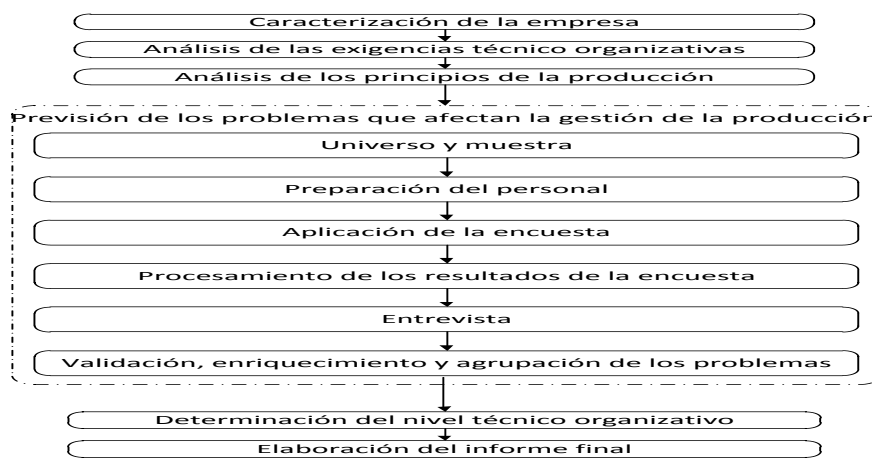 Caracterización de la empresa
Análisis de las exigencias técnico organizativas
Análisis de los principios de la producción
Previsión de los problemas que afectan la gestión de la producción
Universo y muestra
Preparación del personal
Aplicación de la encuesta
Procesamiento de los resultados de la encuesta
Entrevista
Validación, enriquecimiento y agrupación de los problemas
Determinación del nivel técnico organizativo
Elaboración del informe final